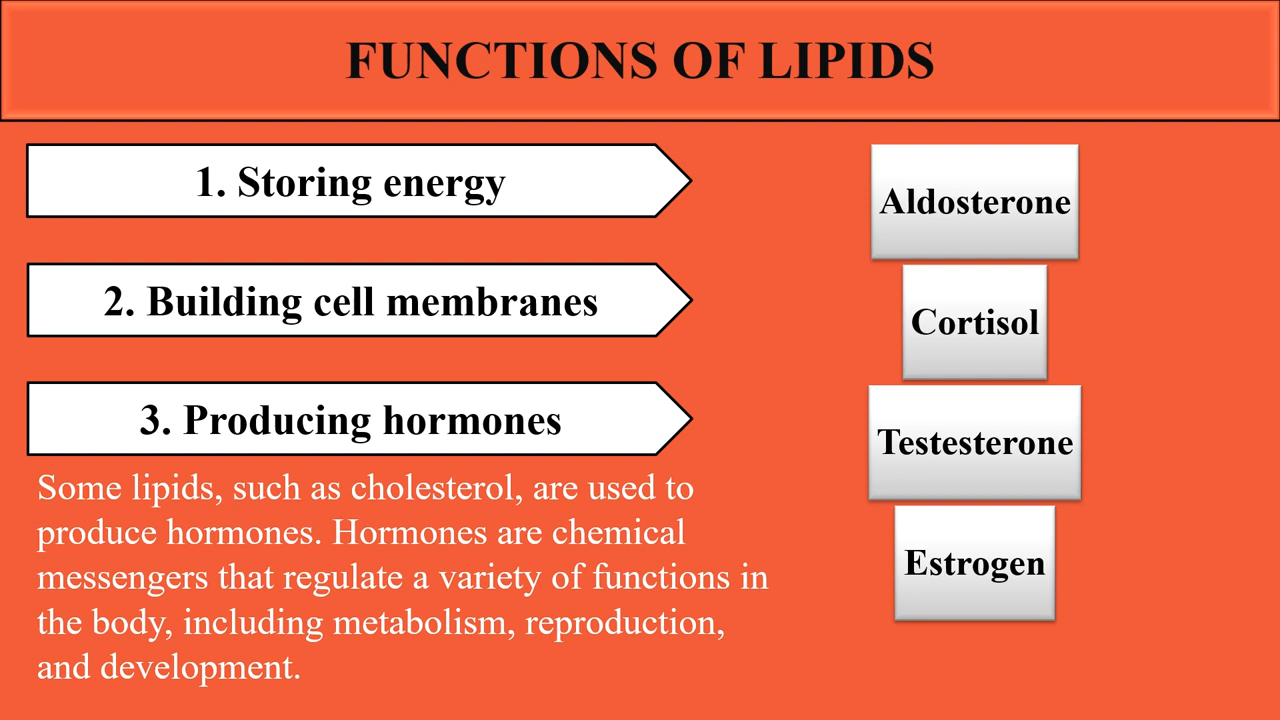 FUNCTIONS OF LIPIDS
1. Storing energy
2. Building cell membranes
3. Producing hormones
Some lipids, such as cholesterol, are used to
produce hormones. Hormones are chemical
messengers that regulate a variety of functions in
the body, including metabolism, reproduction,
and development.
Aldosterone
Cortisol
Testesterone
Estrogen